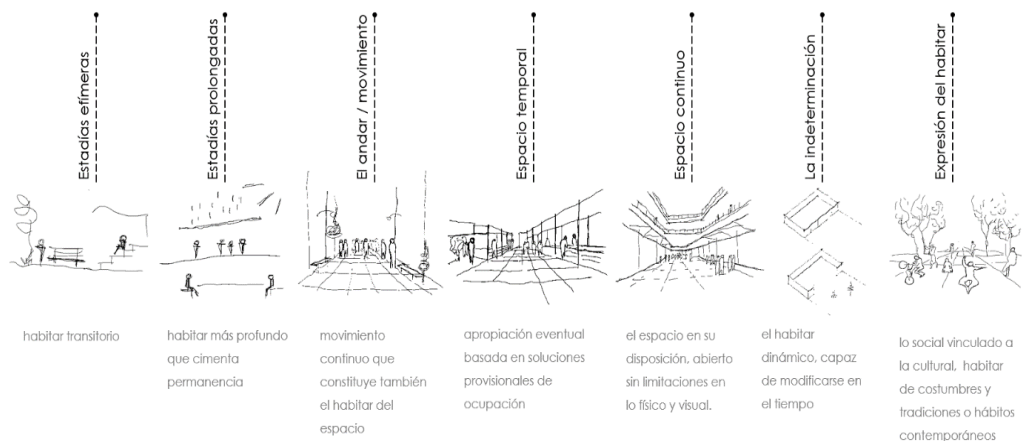 Estadías efímeras
Estadías prolongadas
El andar / movimiento
Espacio temporal
Espacio continuo
La indeterminación
Expresión del habitar
habitar transitorio
habitar más profundo
que cimenta
permanencia
movimiento
continuo que
constituye también
el habitar del
espacio
apropiación eventual
basada en soluciones
provisionales de
ocupación
el espacio en su
disposición, abierto
sin limitaciones en
lo físico y visual.
el habitar
dinámico, capaz
de modificarse en
el tiempo
lo social vinculado a
la cultural, habitar
de costumbres y
tradiciones o hábitos
contemporáneos